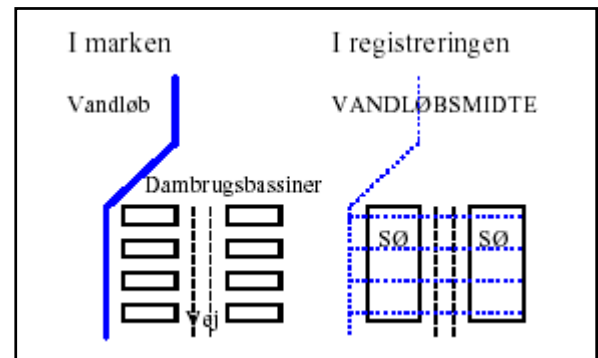 I marken
I registreringen
Vandløb
VANDLØBSMIDTE
Dambrugsbassiner
SØ
SØ
Vej